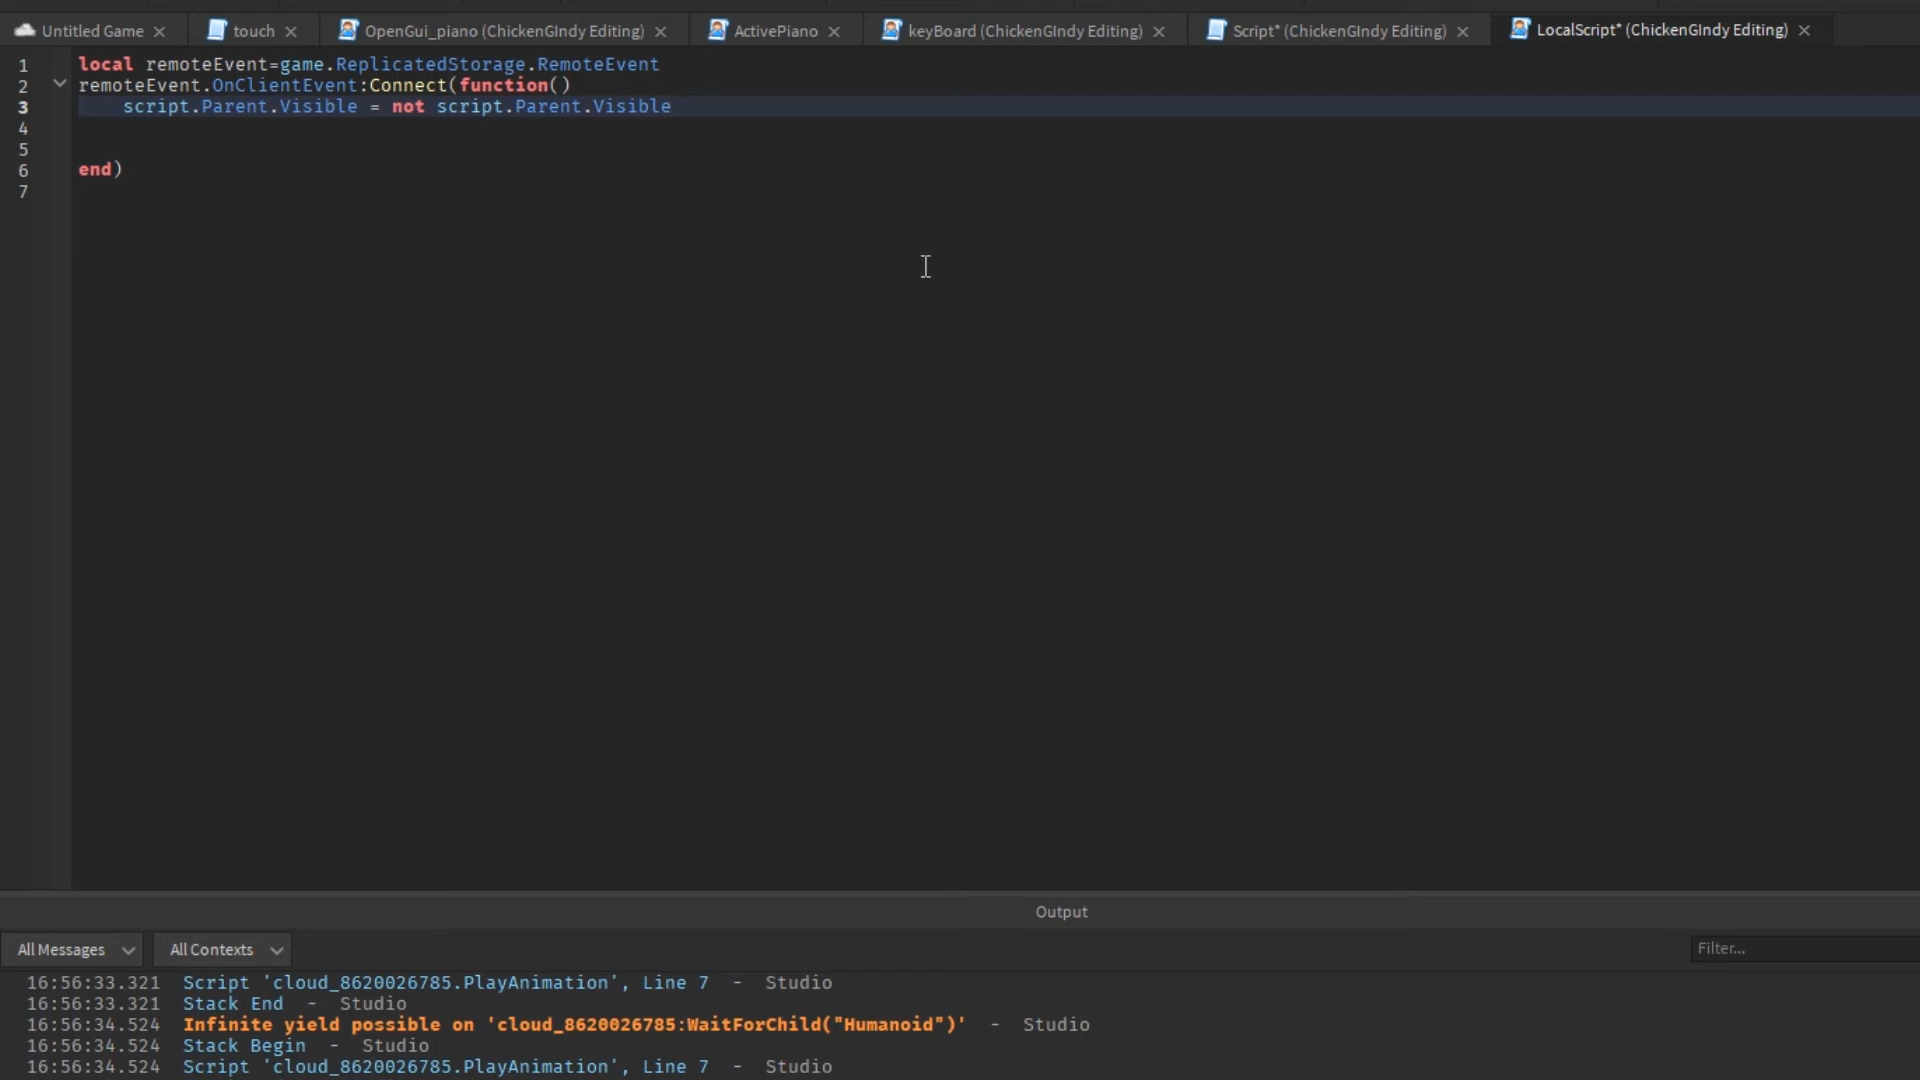 Untitled Game touch OpenGui_piano (ChickenGIndy Editing) ActivePiano keyBoard (ChickenGIndy Editing) Script* (ChickenGIndy Editing) LocalScript* (ChickenGIndy Editing)
1 local remoteEvent=game.ReplicatedStorage.RemoteEvent
2 remoteEvent.OnClientEvent:Connect(function()
3 script.Parent.Visible = not script.Parent.Visible
4
5
6 end)
7
Output
All Messages All Contexts Filter...
16:56:33.321 Script 'cloud_8620026785.PlayAnimation', Line 7 - Studio
16:56:33.321 Stack End - Studio
16:56:34.524 Infinite yield possible on 'cloud_8620026785:WaitForChild("Humanoid")' - Studio
16:56:34.524 Stack Begin - Studio
16:56:34.524 Script 'cloud_8620026785.PlayAnimation', Line 7 - Studio